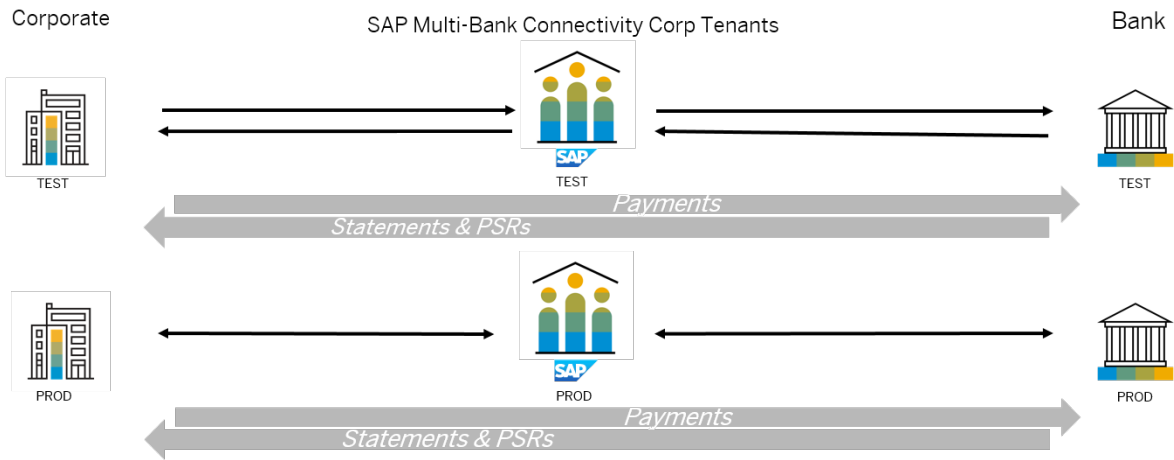 Corporate
SAP Multi-Bank Connectivity Corp Tenants
Bank
SAP
TEST
TEST
TEST
Payments
Statements & PSRs
SAP
PROD
PROD
PROD
Payments
Statements & PSRs